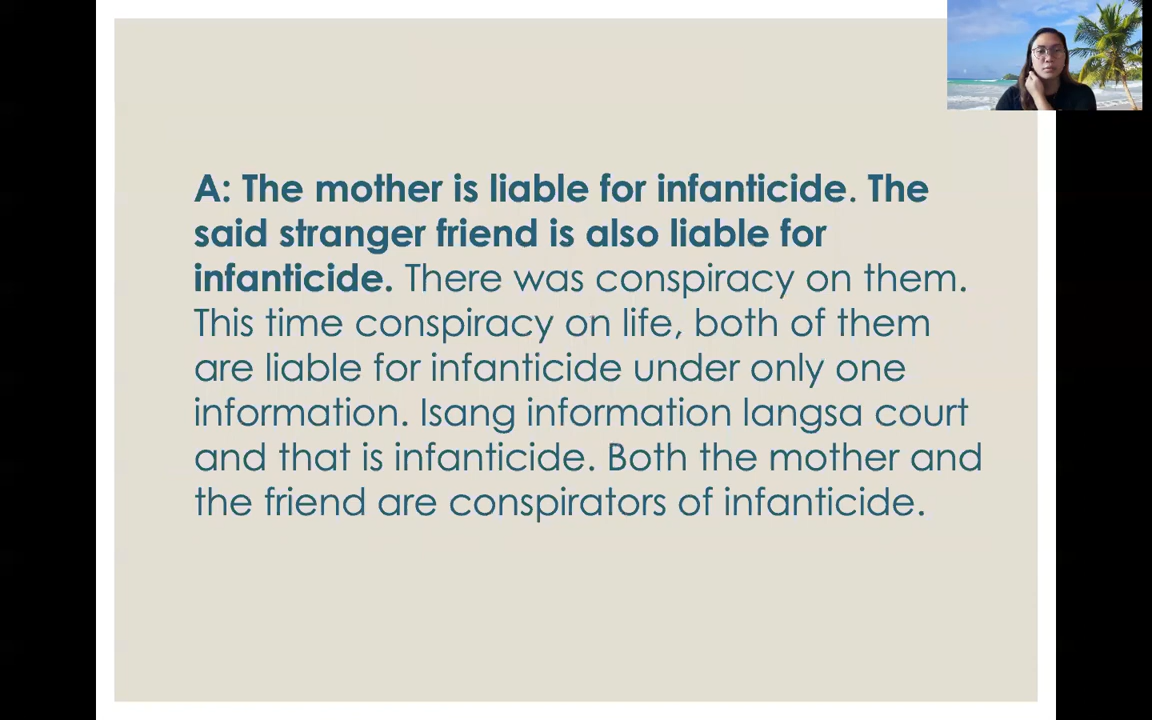 A: The mother is liable for infanticide. The
said stranger friend is also liable for
infanticide. There was conspiracy on them.
This time conspiracy on life, both of them
are liable for infanticide under only one
information. Isang information langsa court
and that is infanticide. Both the mother and
the friend are conspirators of infanticide.